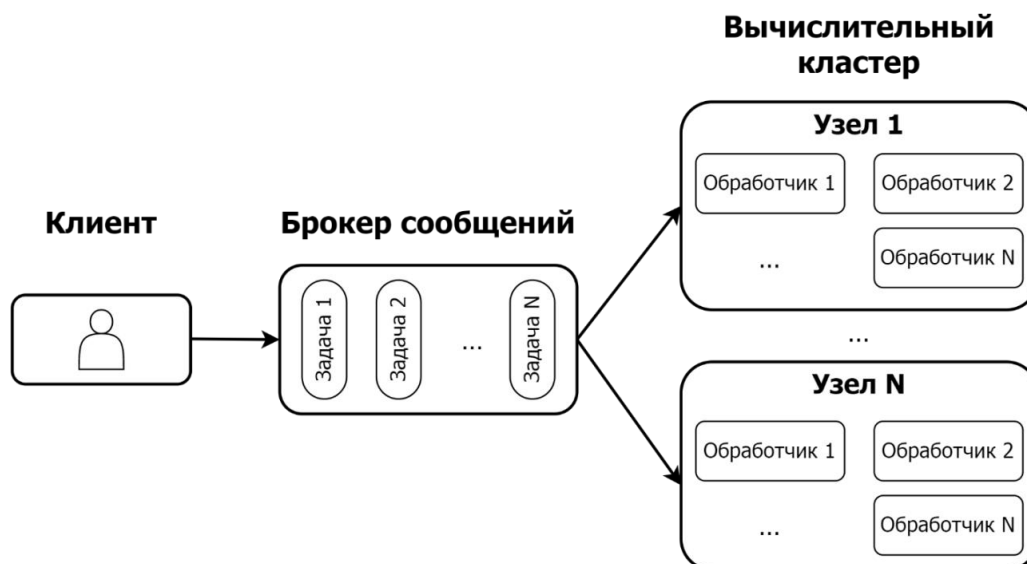 Вычислительный
кластер
Узел 1
Обработчик 1
Обработчик 2
...
Обработчик N
Клиент
Брокер сообщений
Задача 1
Задача 2
...
Задача N
...
Узел N
Обработчик 1
Обработчик 2
...
Обработчик N